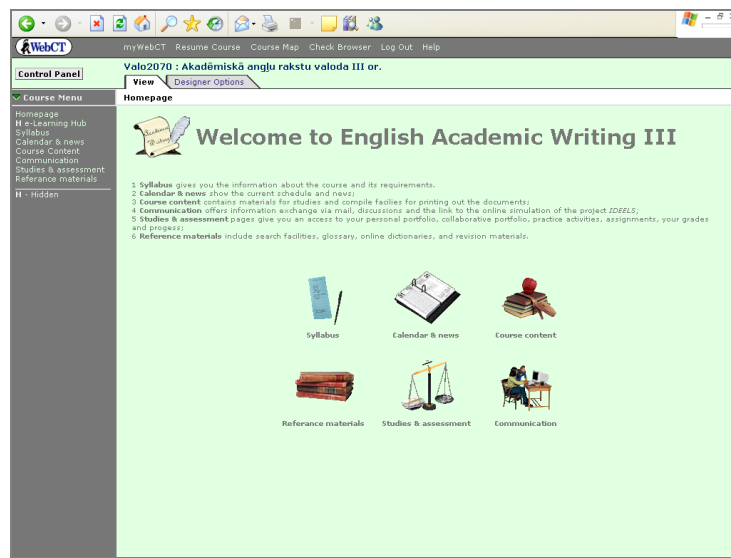 WebCT
myWebCT Resume Course Course Map Check Browser Log Out Help
Control Panel
Valo2070 : Akadēmiskā angļu rakstu valoda III or.
View Designer Options
Course Menu
Homepage
Homepage
H e-Learning Hub
Syllabus
Calendar & news
Course Content
Communication
Studies & assessment
Referance materials
H - Hidden
Academic
Writing
Welcome to English Academic Writing III
1 Syllabus gives you the information about the course and its requirements.
2 Calendar & news show the current schedule and news;
3 Course content contains materials for studies and compile facilies for printing out the documents;
4 Communication offers information exchange via mail, discussions and the link to the online simulation of the project IDEELS;
5 Studies & assessment pages give you an access to your personal portfolio, collaborative portfolio, practice activities, assignments, your grades
and progess;
6 Reference materials include search facilities, glossary, online dictionaries, and revision materials.
Syllabus
Calendar & news
Course content
Referance materials
Studies & assessment
Communication